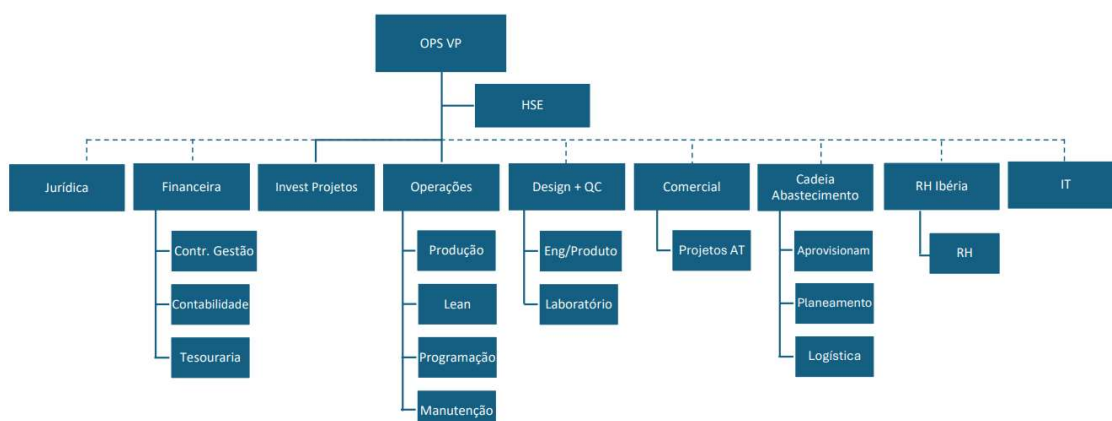 OPS VP
HSE
Jurídica
Financeira
Invest Projetos
Operações
Design + QC
Comercial
Cadeia
Abastecimento
RH Ibéria
IT
Contr. Gestão
Produção
Eng/Produto
Projetos AT
Aprovisionam
RH
Contabilidade
Lean
Laboratório
Planeamento
Tesouraria
Programação
Logística
Manutenção